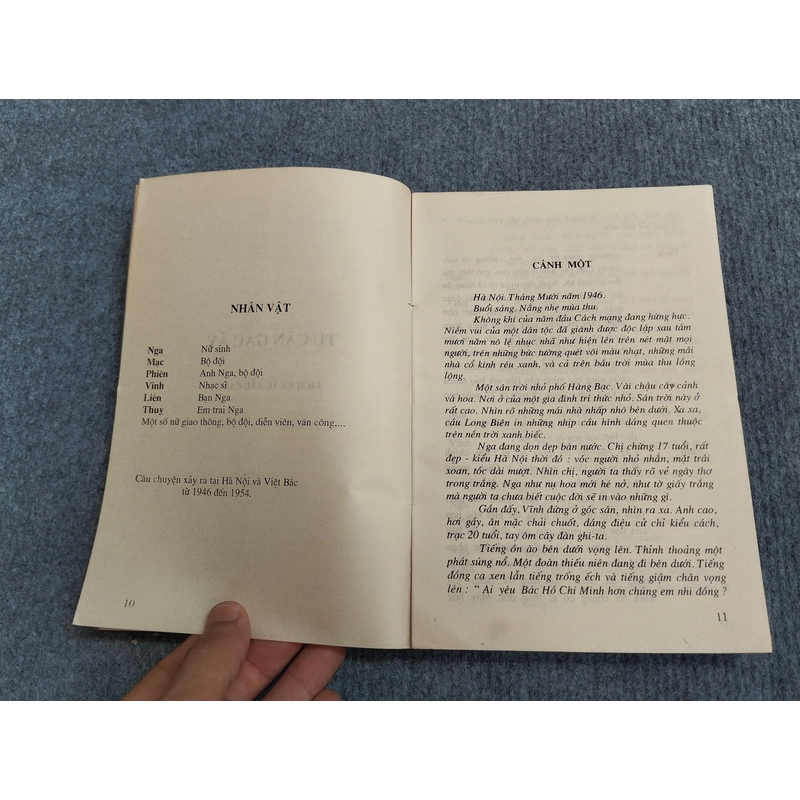 NHÂN VẬT
Nga Nữ sinh
Mạc Bộ đội
Phiên Anh Nga, bộ đội
Vĩnh Nhạc sĩ
Liên Bạn Nga
Thuy Em trai Nga
Một số nữ giao thông, bộ đội, diễn viên, văn công,...
Câu chuyện xảy ra tại Hà Nội và Việt Bắc
từ 1946 đến 1954.
10
CẢNH MỘT
Hà Nội. Tháng Mười năm 1946.
Buổi sáng. Nắng nhẹ mùa thu.
Không khí của năm đầu Cách mạng đang hừng hực.
Niềm vui của một dân tộc đã giành được độc lập sau tám
mươi năm nô lệ nhục nhã như hiện lên trên nét mặt mọi
người, trên những bức tường quét vôi màu nhạt, những mái
nhà cổ kính rêu xanh, và cả trên bầu trời mùa thu lồng
lộng.
Một sân trời nhỏ phố Hàng Bạc. Vài chậu cây cảnh
và hoa. Nơi ở của một gia đình trí thức nhỏ. Sân trời này ở
rất cao. Nhìn rõ những mái nhà nhấp nhô bên dưới. Xa xa,
cầu Long Biên in những nhịp cầu hình dáng quen thuộc
trên nền trời xanh biếc.
Nga đang dọn dẹp bàn trà. Chị chừng 17 tuổi, rất
đẹp - kiểu Hà Nội thời đó : vóc người nhỏ nhắn, mặt trái
xoan, tóc dài mượt. Nhìn chị, người ta thấy rõ vẻ ngây thơ
trong trắng. Nga như nụ hoa mới hé nở, như tờ giấy trắng
mà người ta chưa biết cuộc đời sẽ in vào những gì.
Gần đấy, Vĩnh đứng ở góc sân, nhìn ra xa. Anh cao,
hơi gầy, ăn mặc chải chuốt, dáng điệu cử chỉ kiểu cách,
trạc 20 tuổi, tay ôm cây đàn ghi-ta.
Tiếng ồn ào bên dưới vọng lên. Thỉnh thoảng một
phát súng nổ. Một đoàn thiếu niên đang đi bên dưới. Tiếng
đồng ca xen lẫn tiếng trống ếch và tiếng giậm chân vọng
lên : “ Ai yêu Bác Hồ Chí Minh hơn chúng em nhi đồng ?
11